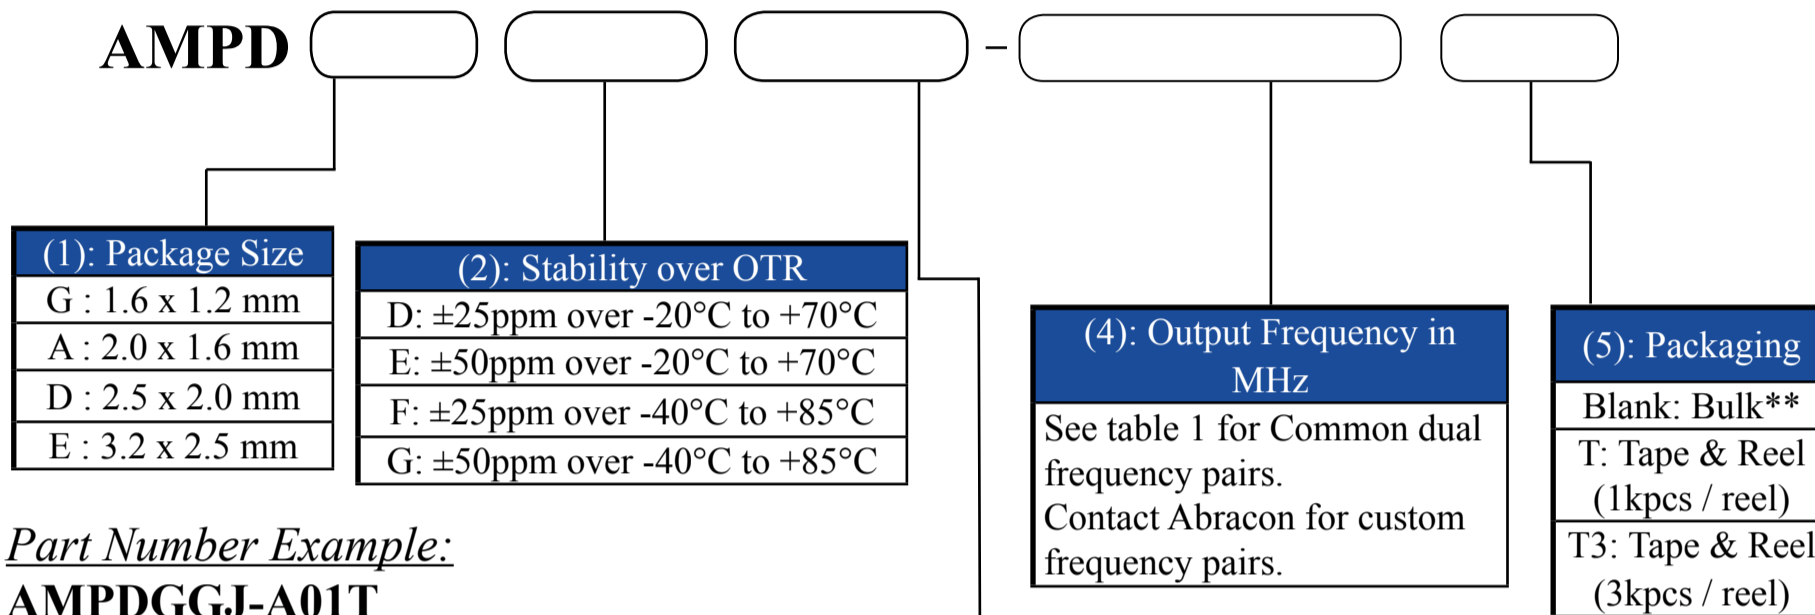 AMPD –
(1): Package Size
G : 1.6 x 1.2 mm
A : 2.0 x 1.6 mm
D : 2.5 x 2.0 mm
E : 3.2 x 2.5 mm
(2): Stability over OTR
D: ±25ppm over -20°C to +70°C
E: ±50ppm over -20°C to +70°C
F: ±25ppm over -40°C to +85°C
G: ±50ppm over -40°C to +85°C
(4): Output Frequency in
MHz
See table 1 for Common dual
frequency pairs.
Contact Abracon for custom
frequency pairs.
(5): Packaging
Blank: Bulk**
T: Tape & Reel
(1kpcs / reel)
T3: Tape & Reel
(3kpcs / reel)
Part Number Example:
AMPDGGJ-A01T